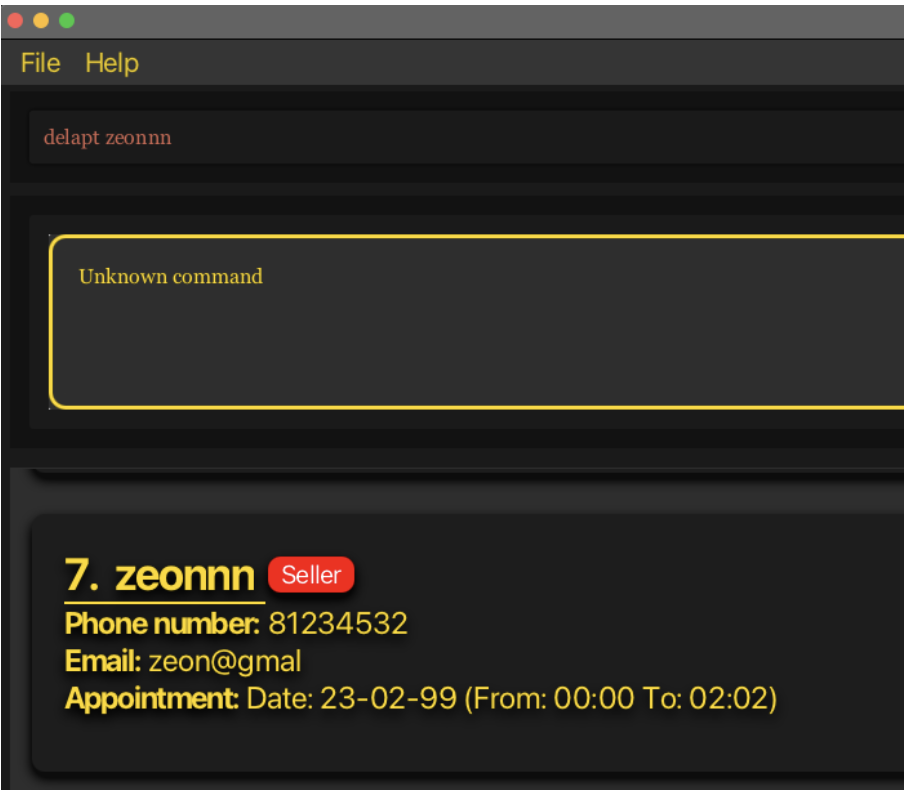 File Help
delapt zeonnn
Unknown command
7. zeonnn Seller
Phone number: 81234532
Email: zeon@gmal
Appointment: Date: 23-02-99 (From: 00:00 To: 02:02)